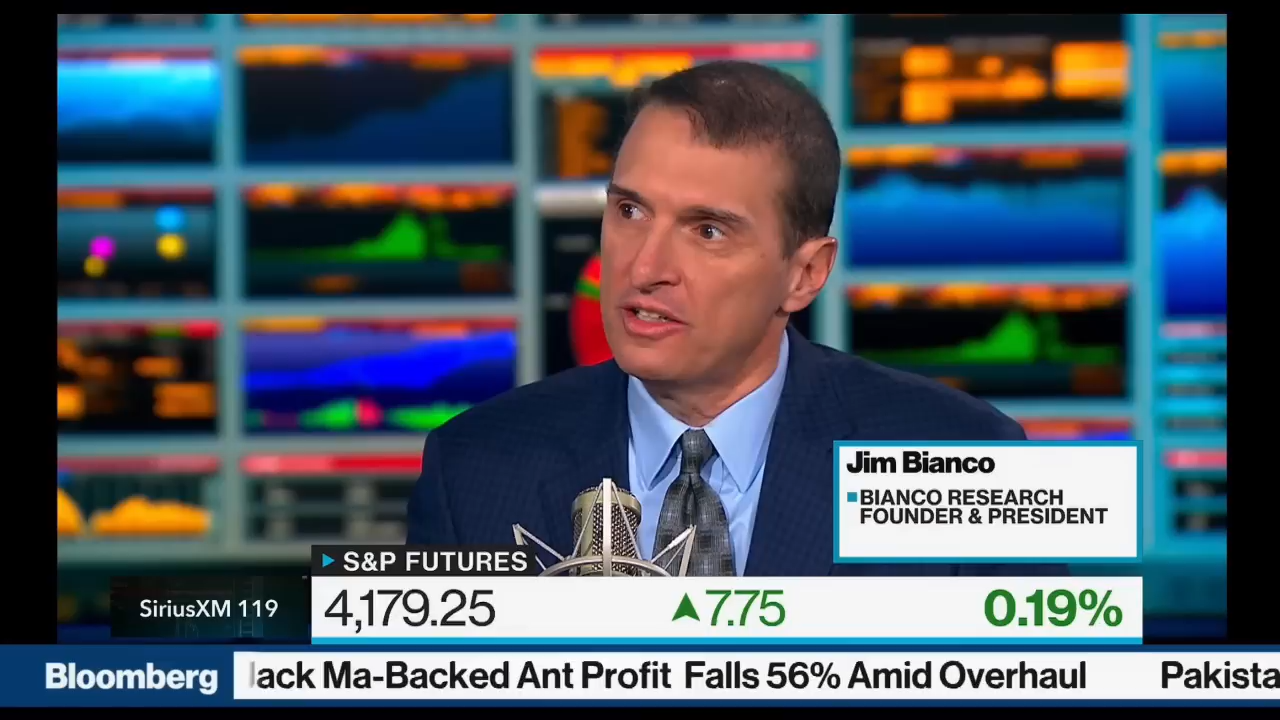 Jim Bianco
BIANCO RESEARCH
FOUNDER & PRESIDENT
S&P FUTURES
SiriusXM 119
4,179.25
7.75
0.19%
Bloomberg
Jack Ma-Backed Ant Profit Falls 56% Amid Overhaul
Pakista